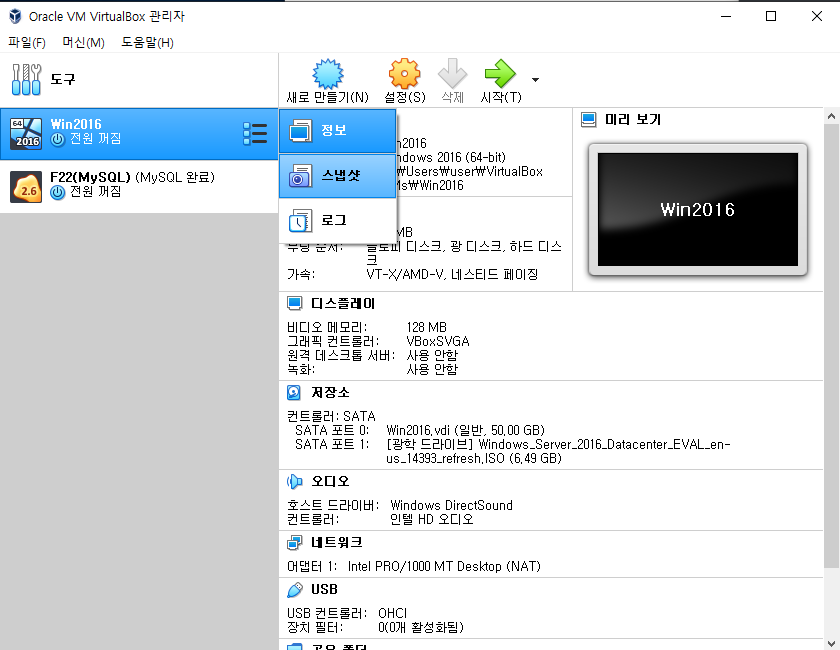 Oracle VM VirtualBox 관리자
파일(F) 머신(M) 도움말(H)
도구
새로 만들기(N) 설정(S) 삭제 시작(T)
64
2016
Win2016
전원 꺼짐
2.6
F22(MySQL) (MySQL 완료)
전원 꺼짐
정보
스냅샷
로그
미리 보기
Win2016
n2016
ndows 2016 (64-bit)
₩Users₩user₩VirtualBox
Ms₩Win2016
MB
부팅 순서: 플로피 디스크, 광 디스크, 하드 디스
크
가속: VT-X/AMD-V, 네스티드 페이징
디스플레이
비디오 메모리: 128 MB
그래픽 컨트롤러: VBoxSVGA
원격 데스크톱 서버: 사용 안함
녹화: 사용 안함
저장소
컨트롤러: SATA
SATA 포트 0: Win2016.vdi (일반, 50.00 GB)
SATA 포트 1: [광학 드라이브] Windows_Server_2016_Datacenter_EVAL_en-
us_14393_refresh.ISO (6.49 GB)
오디오
호스트 드라이버: Windows DirectSound
컨트롤러: 인텔 HD 오디오
네트워크
어댑터 1: Intel PRO/1000 MT Desktop (NAT)
USB
USB 컨트롤러: OHCI
장치 필터: 0(0개 활성화됨)
공유 폴더